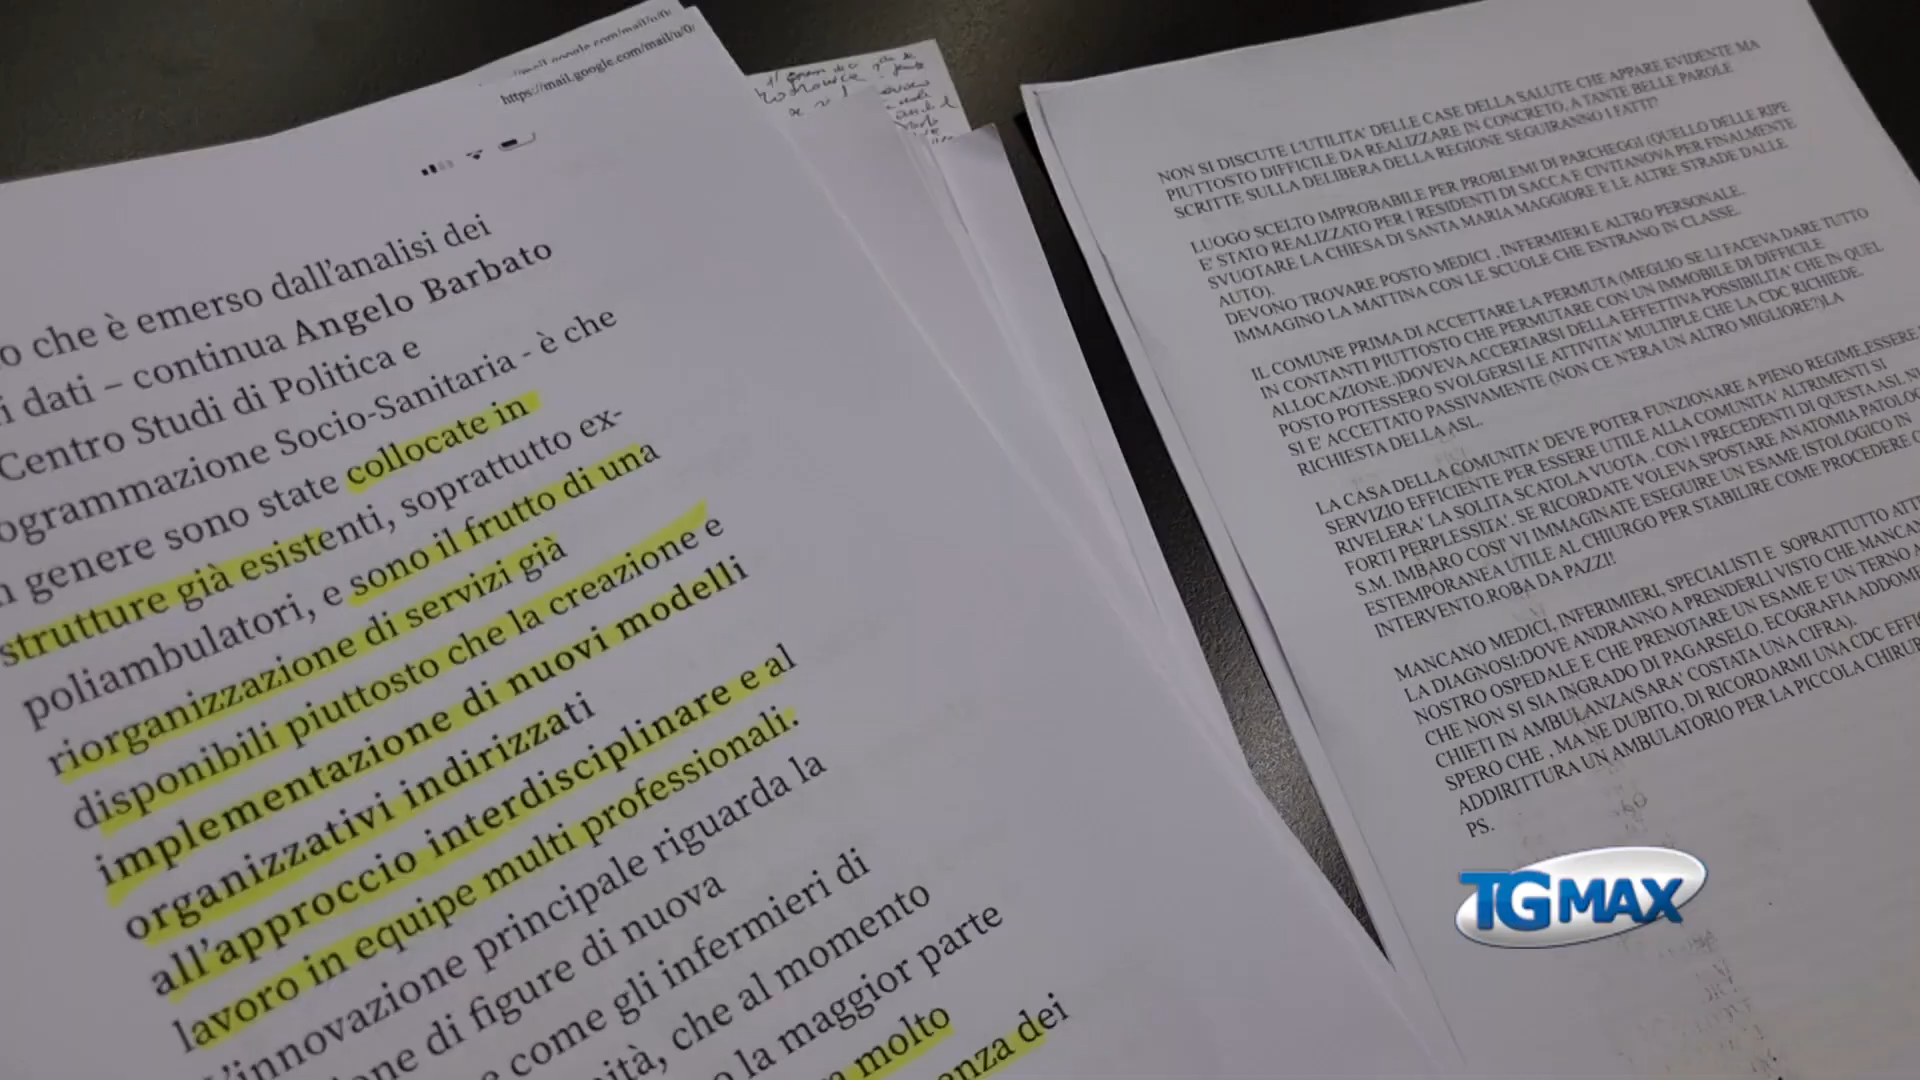 https://mail.google.com/mail/u/0/
o che è emerso dall'analisi dei
i dati – continua Angelo Barbato
Centro Studi di Politica e
ogrammazione Socio-Sanitaria - è che
n genere sono state collocate in
strutture già esistenti, soprattutto ex-
poliambulatori, e sono il frutto di una
riorganizzazione di servizi già
disponibili piuttosto che la creazione e
implementazione di nuovi modelli
organizzativi indirizzati
all'approccio interdisciplinare e al
lavoro in equipe multi professionali.
L'innovazione principale riguarda la
one di figure di nuova
e come gli infermieri di
ità, che al momento
o la maggior parte
molto
enza dei
NON SI DISCUTE L'UTILITA' DELLE CASE DELLA SALUTE CHE APPARE EVIDENTE MA
PIUTTOSTO DIFFICILE DA REALIZZARE IN CONCRETO, A TANTE BELLE PAROLE
SCRITTE SULLA DELIBERA DELLA REGIONE SEGUIRANNO I FATTI?
LUOGO SCELTO IMPROBABILE PER PROBLEMI DI PARCHEGGI (QUELLO DELLE RIPE
E' STATO REALIZZATO PER I RESIDENTI DI SACCA E CIVITANOVA PER FINALMENTE
SVUOTARE LA CHIESA DI SANTA MARIA MAGGIORE E LE ALTRE STRADE DALLE
AUTO).
DEVONO TROVARE POSTO MEDICI , INFERMIERI E ALTRO PERSONALE.
IMMAGINO LA MATTINA CON LE SCUOLE CHE ENTRANO IN CLASSE.
IL COMUNE PRIMA DI ACCETTARE LA PERMUTA (MEGLIO SE LI FACEVA DARE TUTTO
IN CONTANTI PIUTTOSTO CHE PERMUTARE CON UN IMMOBILE DI DIFFICILE
ALLOCAZIONE.)DOVEVA ACCERTARSI DELLA EFFETTIVA POSSIBILITA' CHE IN QUEL
POSTO POTESSERO SVOLGERSI LE ATTIVITA' MULTIPLE CHE LA CDC RICHIEDE.
SI E' ACCETTATO PASSIVAMENTE (NON CE N'ERA UN ALTRO MIGLIORE?)LA
RICHIESTA DELLA ASL.
LA CASA DELLA COMUNITA' DEVE POTER FUNZIONARE A PIENO REGIME,ESSERE
SERVIZIO EFFICIENTE PER ESSERE UTILE ALLA COMUNITA' ALTRIMENTI SI
RIVELERA' LA SOLITA SCATOLA VUOTA . CON I PRECEDENTI DI QUESTA ASL
FORTI PERPLESSITA'. SE RICORDATE VOLEVA SPOSTARE ANATOMIA PATOLOG
S.M. IMBARO COSI' VI IMMAGINATE ESEGUIRE UN ESAME ISTOLOGICO IN
ESTEMPORANEA UTILE AL CHIURGO PER STABILIRE COME PROCEDERE
INTERVENTO.ROBA DA PAZZI!
MANCANO MEDICI, INFERIMIERI, SPECIALISTI E SOPRATTUTTO
LA DIAGNOSI:DOVE ANDRANNO A PRENDERLI VISTO CHE MANCAN
NOSTRO OSPEDALE E CHE PRENOTARE UN ESAME E' UN TERNO A
CHE NON SI SIA INGRADO DI PAGARSELO. ECOGRAFIA ADDOME
CHIETI IN AMBULANZA(SARA' COSTATA UNA CIFRA).
SPERO CHE , MA NE DUBITO, DI RICORDARMI UNA CDC EFFI
ADDIRITTURA UN AMBULATORIO PER LA PICCOLA CHIRU
PS.
TGMAX